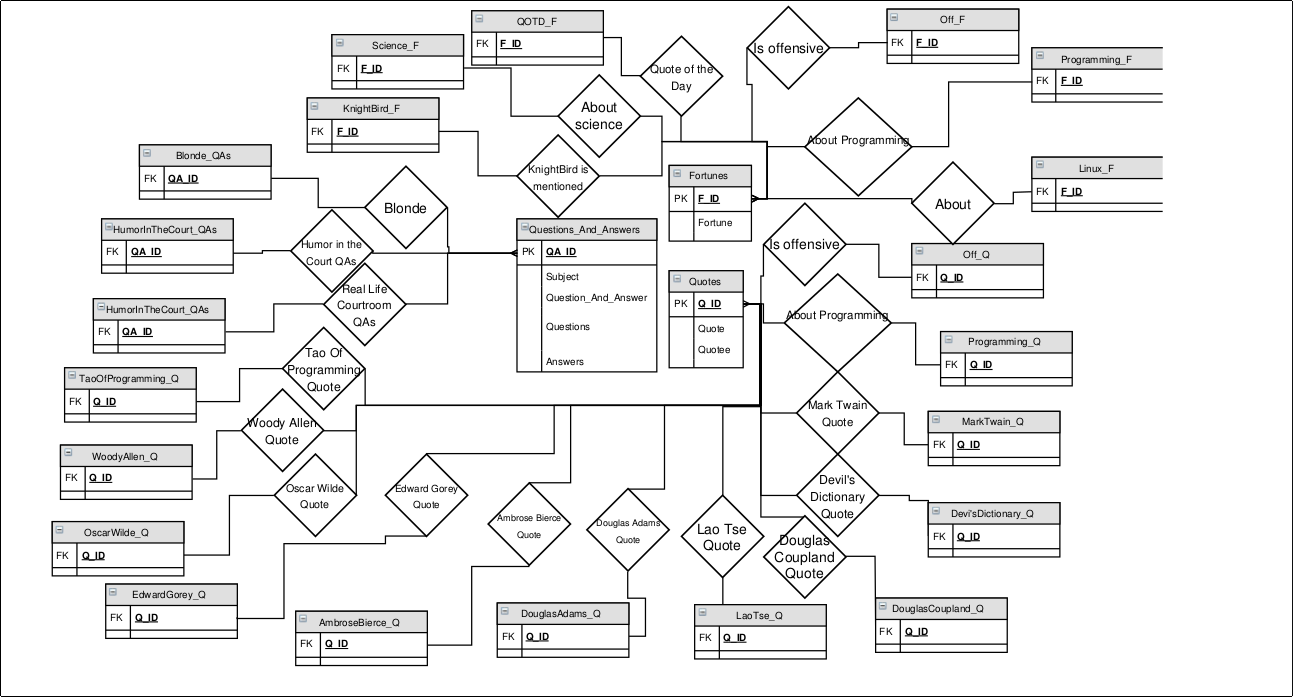 QOTD_F
FK F_ID
Science_F
FK F_ID
KnightBird_F
FK F_ID
Blonde_QAs
FK QA_ID
HumorInTheCourt_QAs
FK QA_ID
HumorInTheCourt_QAs
FK QA_ID
TaoOfProgramming_Q
FK Q_ID
WoodyAllen_Q
FK Q_ID
OscarWilde_Q
FK Q_ID
EdwardGorey_Q
FK Q_ID
AmbroseBierce_Q
FK Q_ID
DouglasAdams_Q
FK Q_ID
LaoTse_Q
FK Q_ID
DouglasCoupland_Q
FK Q_ID
Devi'sDictionary_Q
FK Q_ID
MarkTwain_Q
FK Q_ID
Programming_Q
FK Q_ID
Off_Q
FK Q_ID
Linux_F
FK F_ID
Programming_F
FK F_ID
Off_F
FK F_ID
Quote of the
Day
Is offensive
About
science
About Programming
KnightBird is
mentioned
About
Blonde
Humor in the
Court QAs
Real Life
Courtroom
QAs
Tao Of
Programming
Quote
Woody Allen
Quote
Oscar Wilde
Quote
Edward Gorey
Quote
Ambrose Bierce
Quote
Douglas Adams
Quote
Lao Tse
Quote
Douglas
Coupland
Quote
Devil's
Dictionary
Quote
Mark Twain
Quote
About Programming
Is offensive
Fortunes
PK F_ID
Fortune
Questions_And_Answers
PK QA_ID
Subject
Question_And_Answer
Questions
Answers
Quotes
PK Q_ID
Quote
Quotee